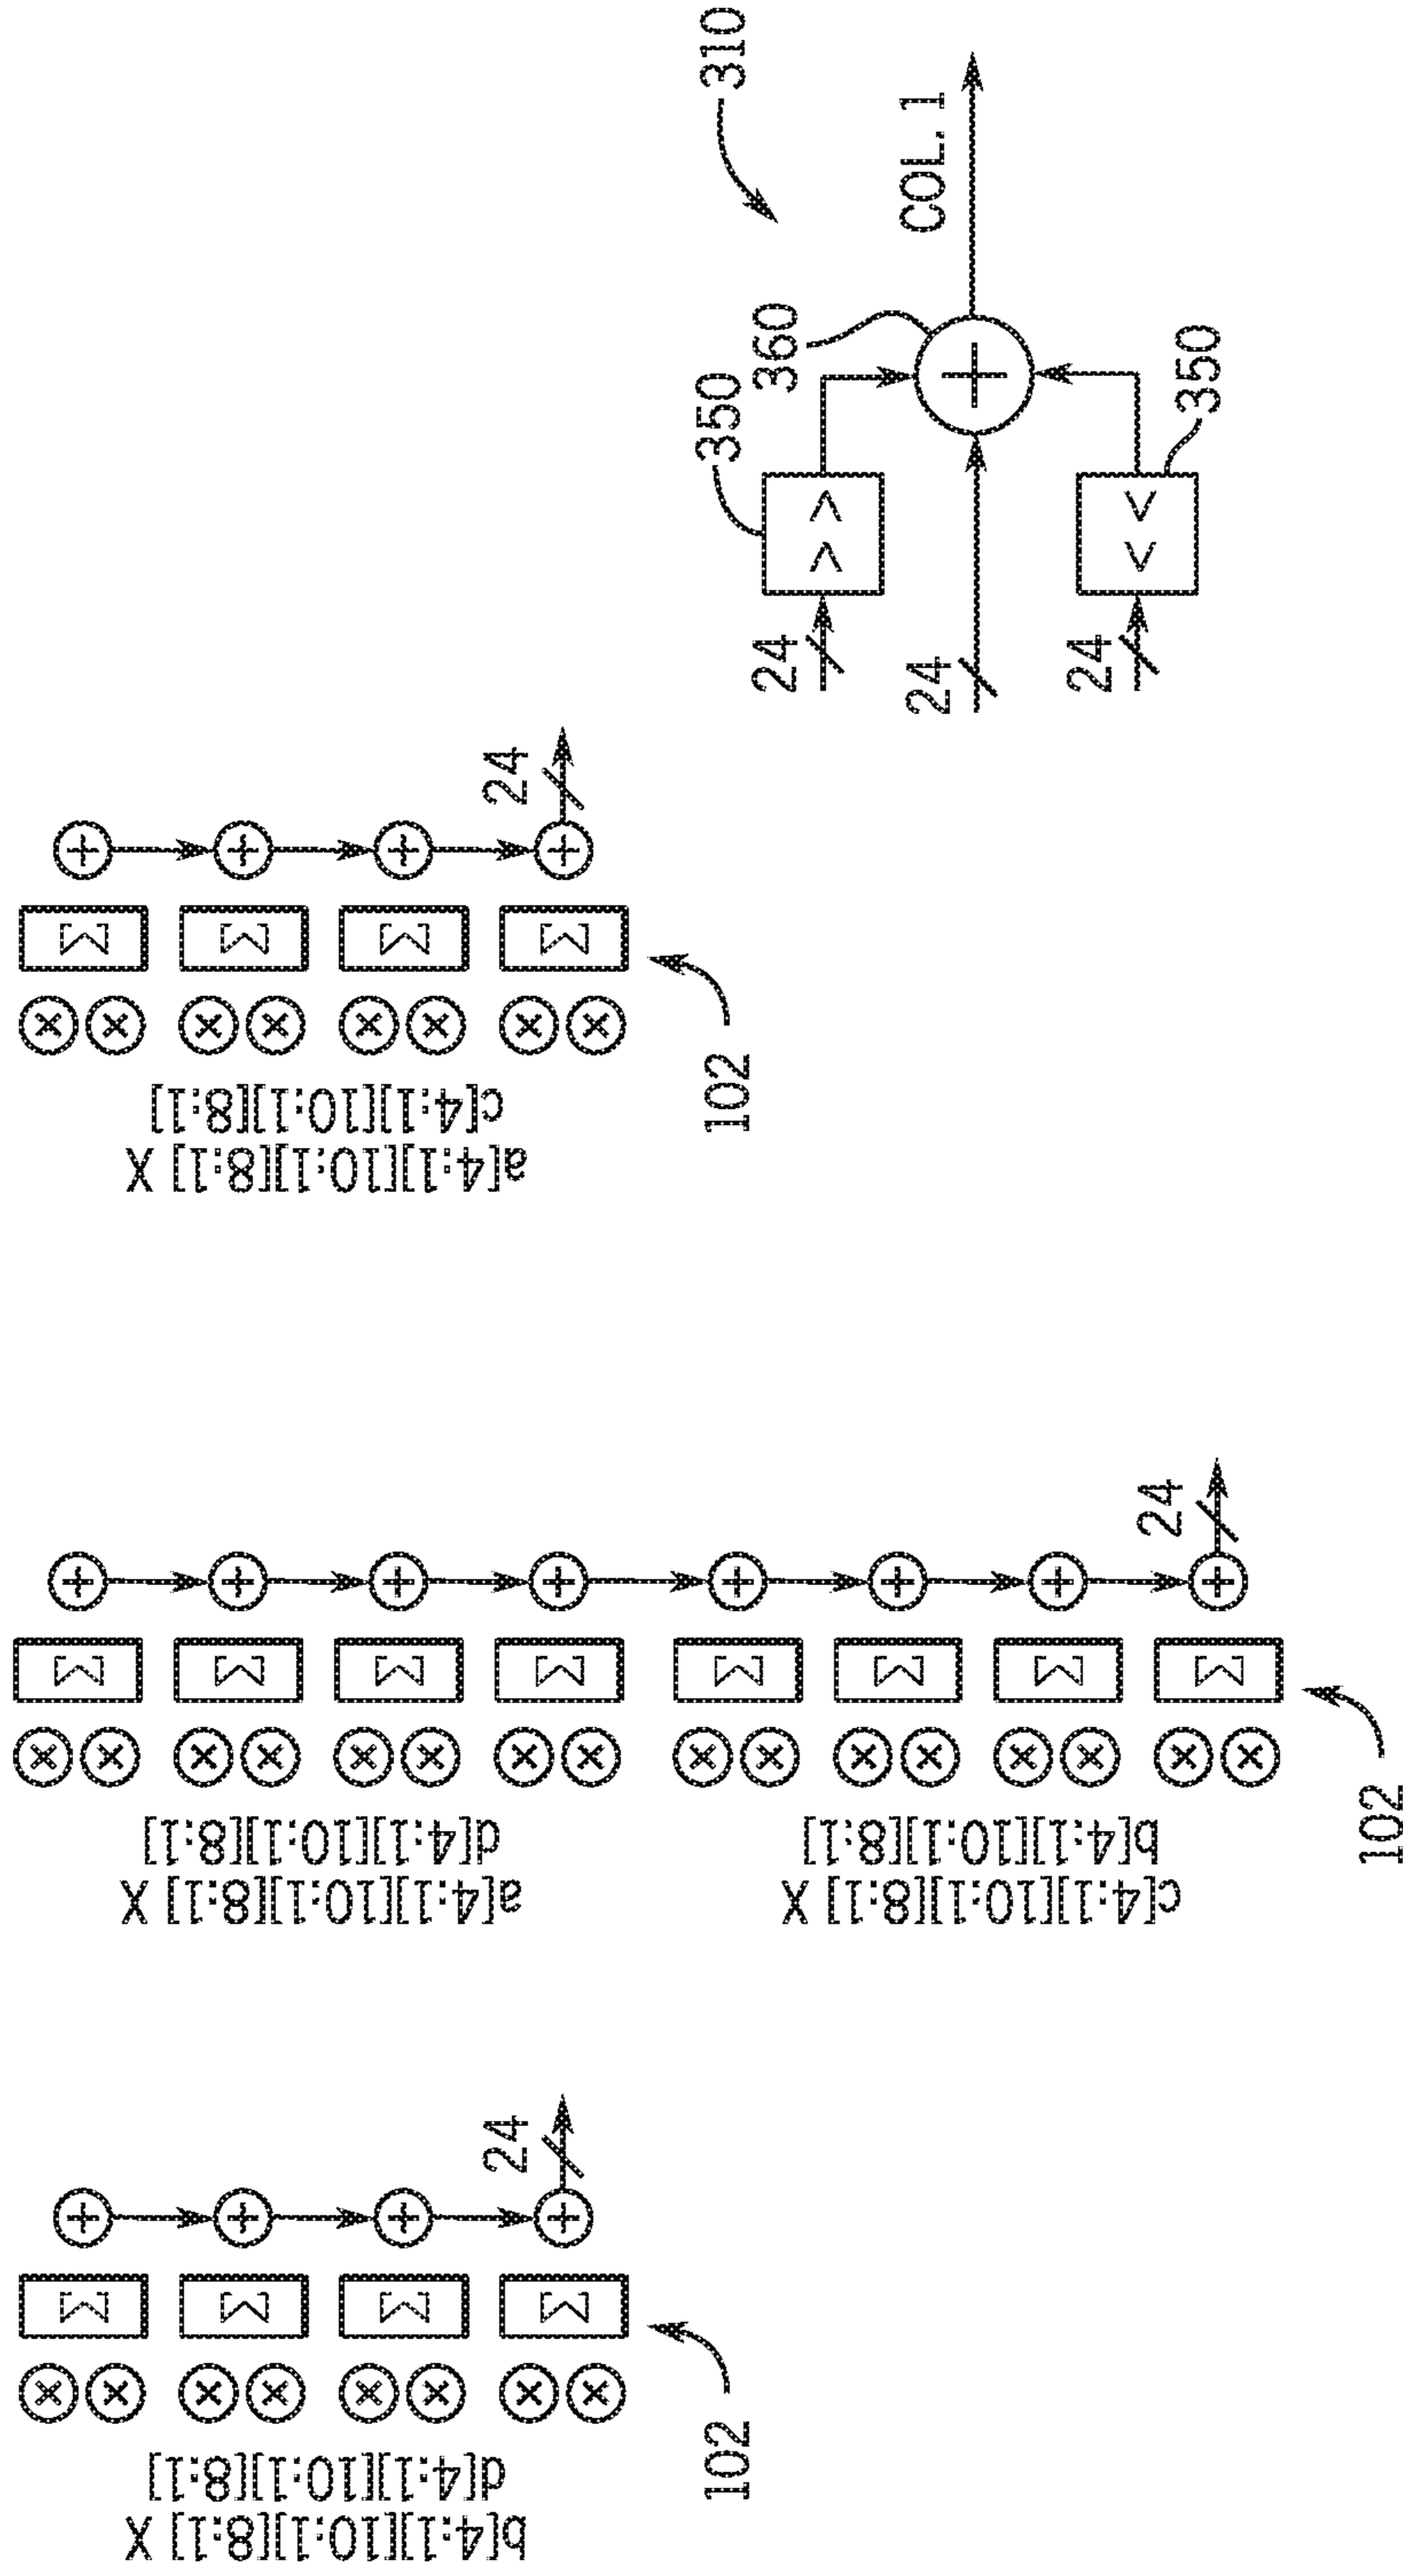 b[4:1][10:1][8:1] X
d[4:1][10:1][8:1]
24
102
a[4:1][10:1][8:1] X
d[4:1][10:1][8:1]
c[4:1][10:1][8:1] X
b[4:1][10:1][8:1]
24
102
a[4:1][10:1][8:1] X
c[4:1][10:1][8:1]
24
102
310
24
>>
350
360
24
COL. 1
24
<<
350